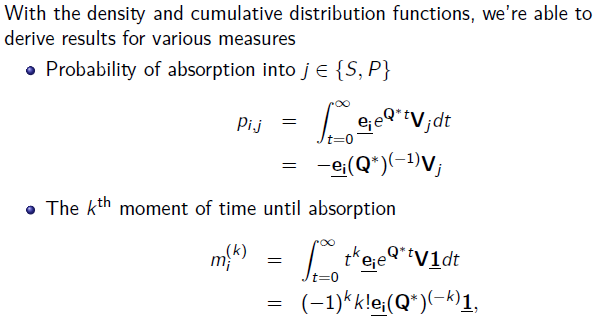 With the density and cumulative distribution functions, we're able to
derive results for various measures
• Probability of absorption into j ∈ {S, P}
p_{i,j} = ∫_{t=0}^{∞} e_i e^{Q* t} V_j dt
= −e_i (Q*)^{(−1)} V_j
• The k^{th} moment of time until absorption
m_i^{(k)} = ∫_{t=0}^{∞} t^k e_i e^{Q* t} V1 dt
= (−1)^k k! e_i (Q*)^{(−k)} 1,